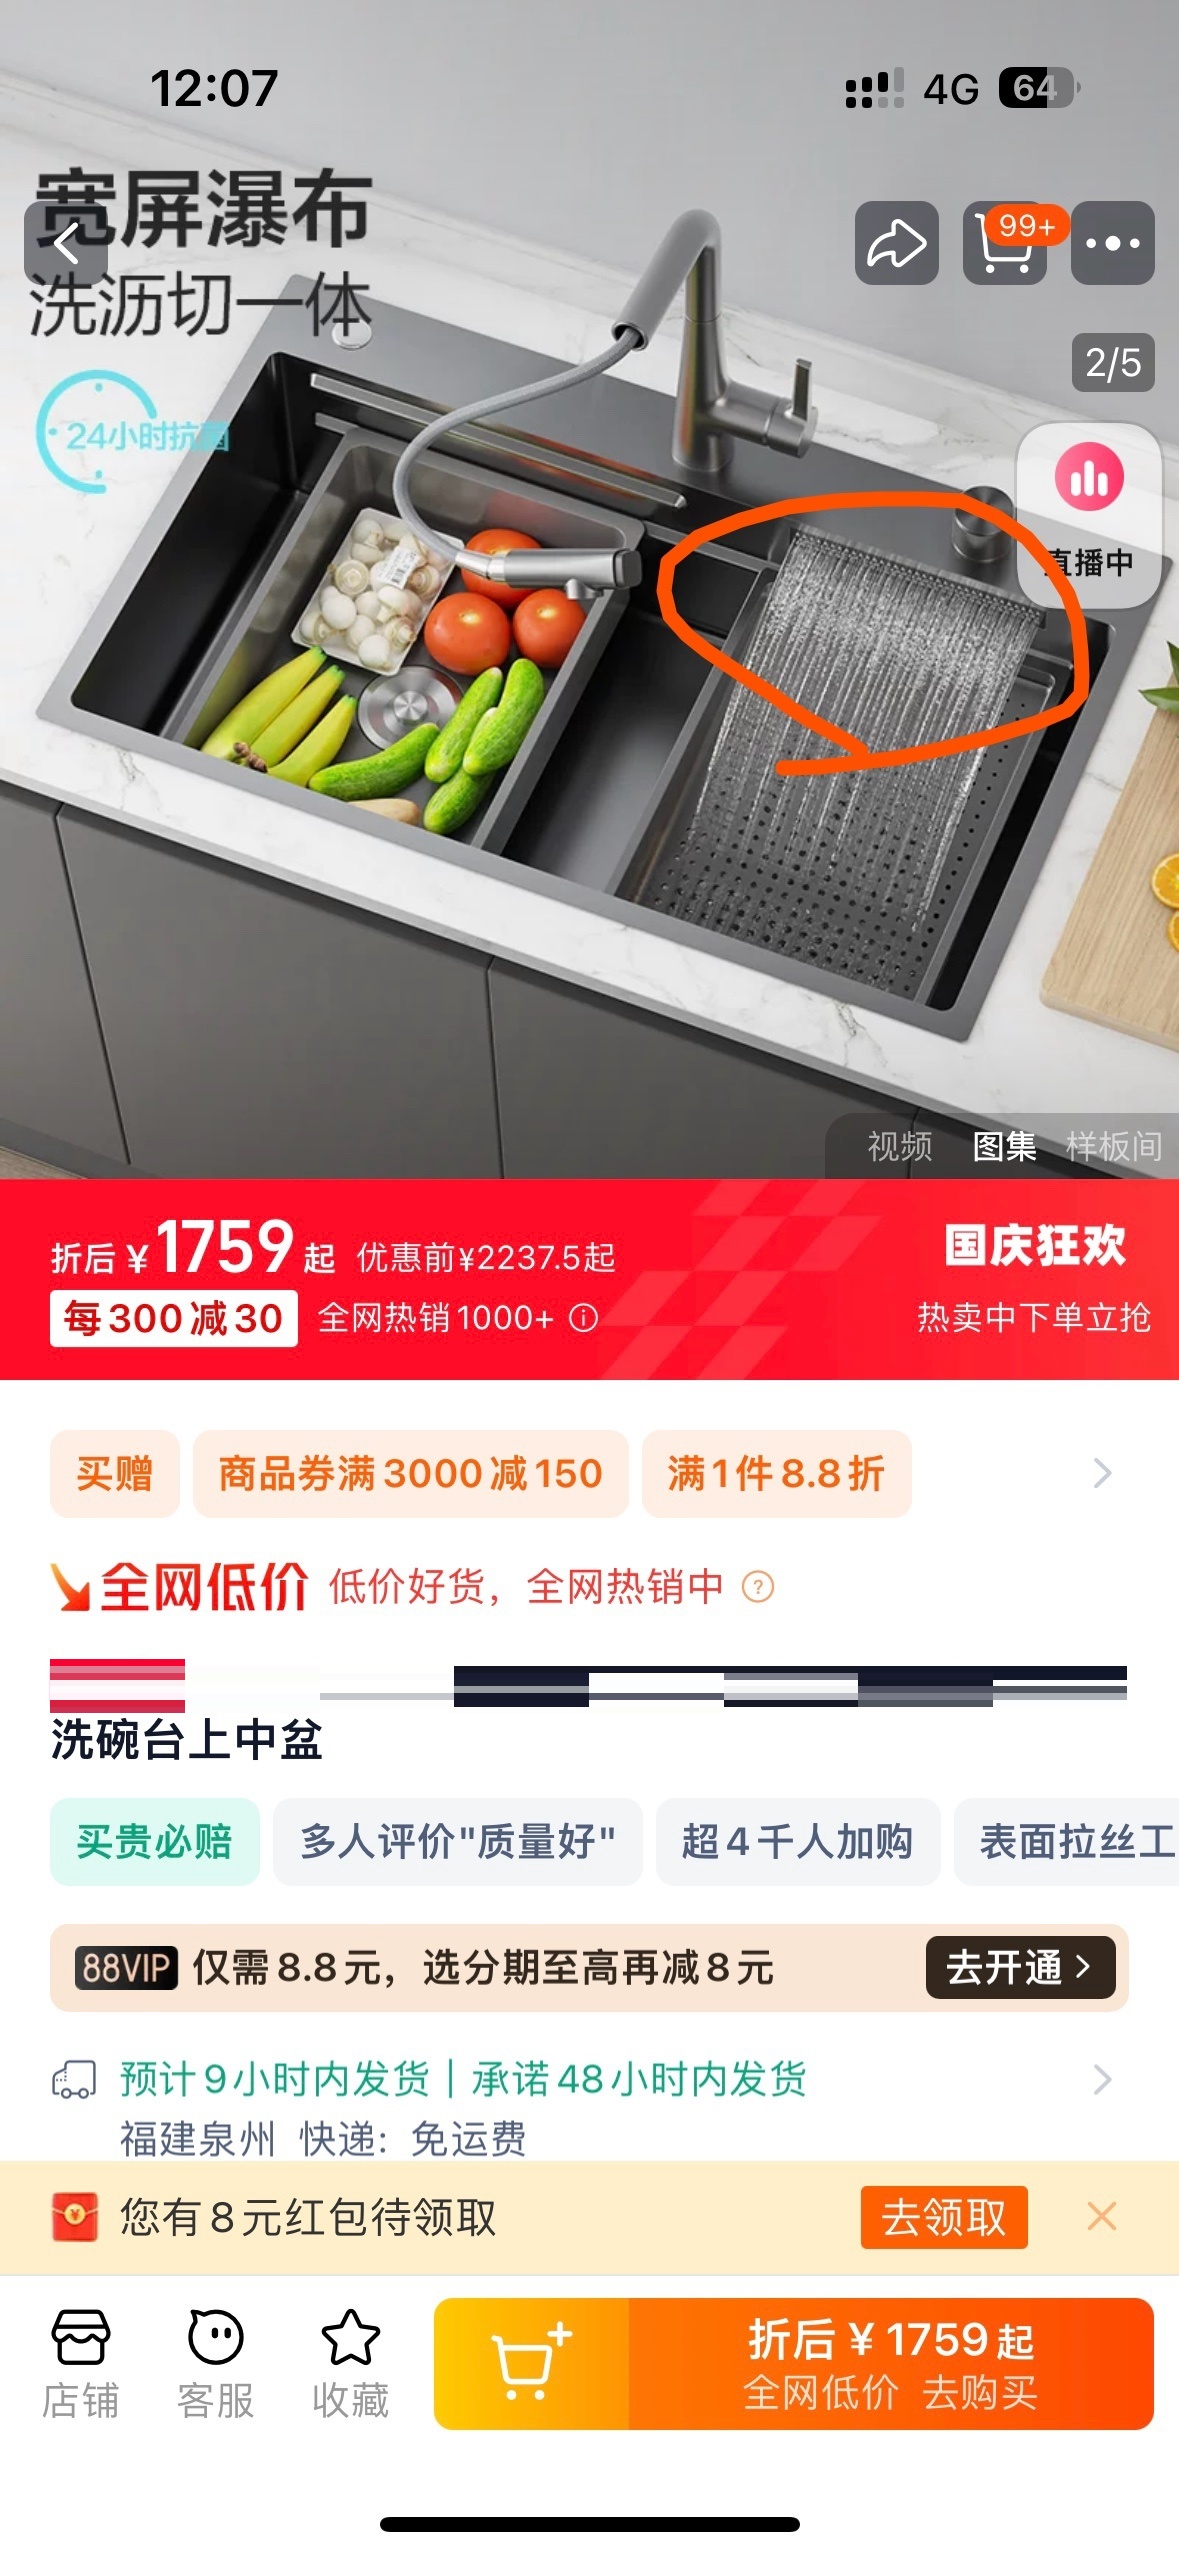 12:07
4G
64
宽屏瀑布
99+
洗沥切一体
2/5
24小时抗菌
直播中
视频 图集 样板间
折后¥1759起 优惠前¥2237.5起
国庆狂欢
每300减30 全网热销1000+
热卖中下单立抢
买赠 商品券满3000减150 满1件8.8折
全网低价 低价好货，全网热销中
洗碗台上中盆
买贵必赔 多人评价"质量好" 超4千人加购 表面拉丝工
88VIP 仅需8.8元，选分期至高再减8元 去开通
预计9小时内发货｜承诺48小时内发货
福建泉州 快递：免运费
您有8元红包待领取 去领取
折后¥1759起
全网低价 去购买
店铺 客服 收藏